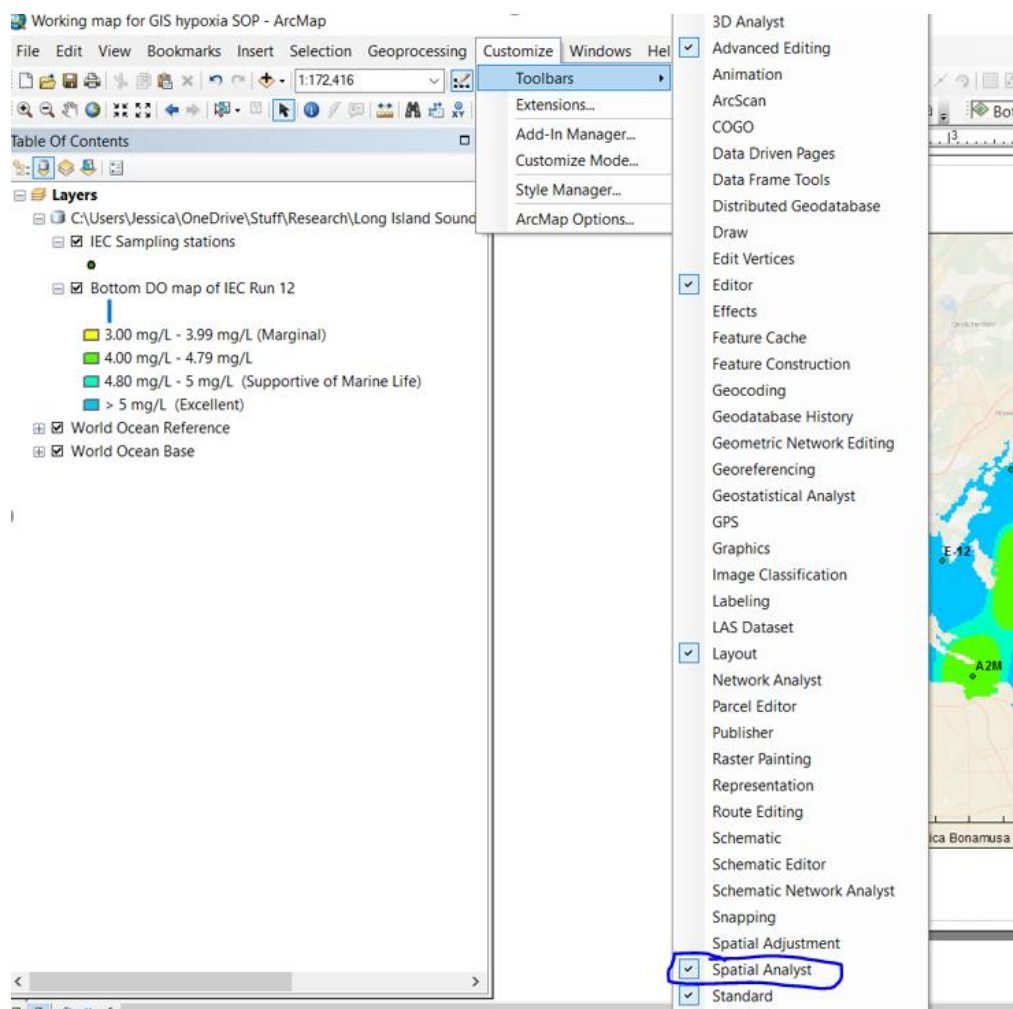 Working map for GIS hypoxia SOP - ArcMap
File Edit View Bookmarks Insert Selection Geoprocessing Customize Windows Hel
1:172,416
Table Of Contents
Layers
C:\Users\Jessica\OneDrive\Stuff\Research\Long Island Sound
IEC Sampling stations
Bottom DO map of IEC Run 12
3.00 mg/L - 3.99 mg/L (Marginal)
4.00 mg/L - 4.79 mg/L
4.80 mg/L - 5 mg/L (Supportive of Marine Life)
> 5 mg/L (Excellent)
World Ocean Reference
World Ocean Base
Toolbars
Extensions...
Add-In Manager...
Customize Mode...
Style Manager...
ArcMap Options...
3D Analyst
Advanced Editing
Animation
ArcScan
COGO
Data Driven Pages
Data Frame Tools
Distributed Geodatabase
Draw
Edit Vertices
Editor
Effects
Feature Cache
Feature Construction
Geocoding
Geodatabase History
Geometric Network Editing
Georeferencing
Geostatistical Analyst
GPS
Graphics
Image Classification
Labeling
LAS Dataset
Layout
Network Analyst
Parcel Editor
Publisher
Raster Painting
Representation
Route Editing
Schematic
Schematic Editor
Schematic Network Analyst
Snapping
Spatial Adjustment
Spatial Analyst
Standard
Bot
3
E-12
A2M
ica Bonamusa